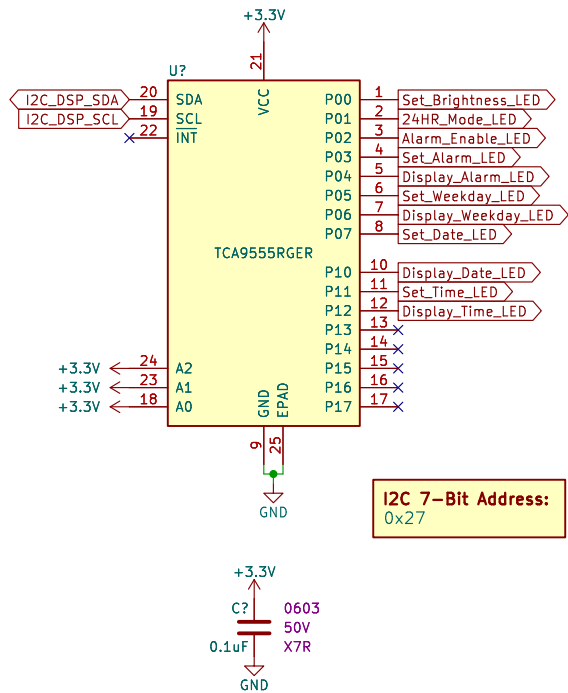 +3.3V
21
U?
VCC
I2C_DSP_SDA 20 SDA P00 1 Set_Brightness_LED
I2C_DSP_SCL 19 SCL P01 2 24HR_Mode_LED
22 INT P02 3 Alarm_Enable_LED
P03 4 Set_Alarm_LED
P04 5 Display_Alarm_LED
P05 6 Set_Weekday_LED
P06 7 Display_Weekday_LED
P07 8 Set_Date_LED
TCA9555RGER
P10 10 Display_Date_LED
P11 11 Set_Time_LED
P12 12 Display_Time_LED
P13 13
P14 14
+3.3V 24 A2 P15 15
+3.3V 23 A1 P16 16
+3.3V 18 A0 P17 17
GND EPAD
9 25
GND
I2C 7-Bit Address:
0x27
+3.3V
C? 0603
50V
0.1uF X7R
GND